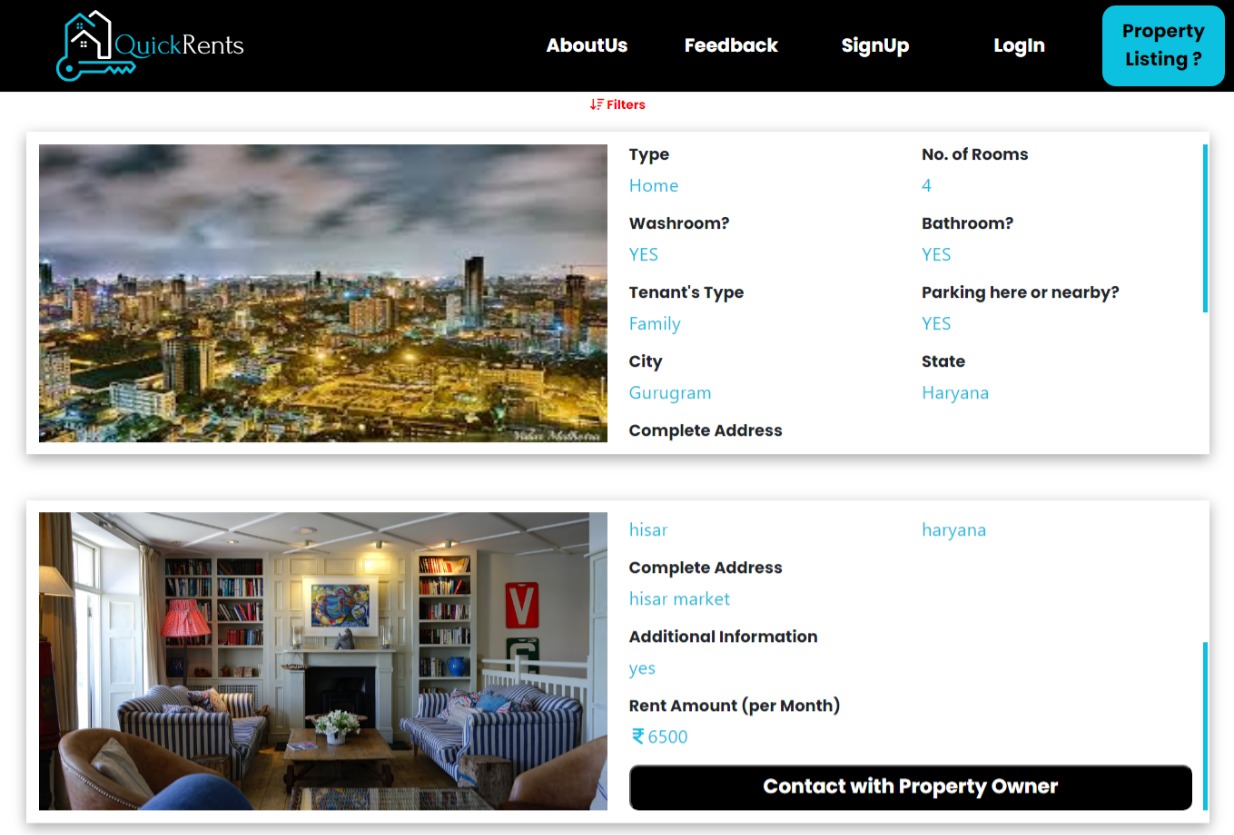 QuickRents
AboutUs Feedback SignUp LogIn
Property
Listing ?
Filters
Type No. of Rooms
Home 4
Washroom? Bathroom?
YES YES
Tenant's Type Parking here or nearby?
Family YES
City State
Gurugram Haryana
Complete Address
hisar haryana
Complete Address
hisar market
Additional Information
yes
Rent Amount (per Month)
₹ 6500
Contact with Property Owner
V